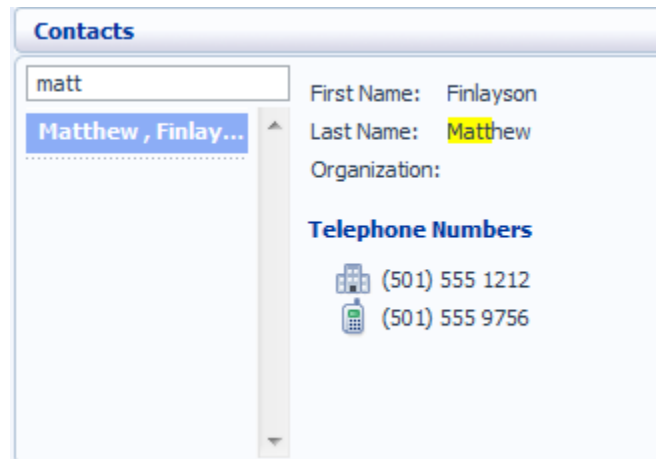 Contacts
matt
Matthew , Finlay...
First Name: Finlayson
Last Name: Matthew
Organization:
Telephone Numbers
(501) 555 1212
(501) 555 9756